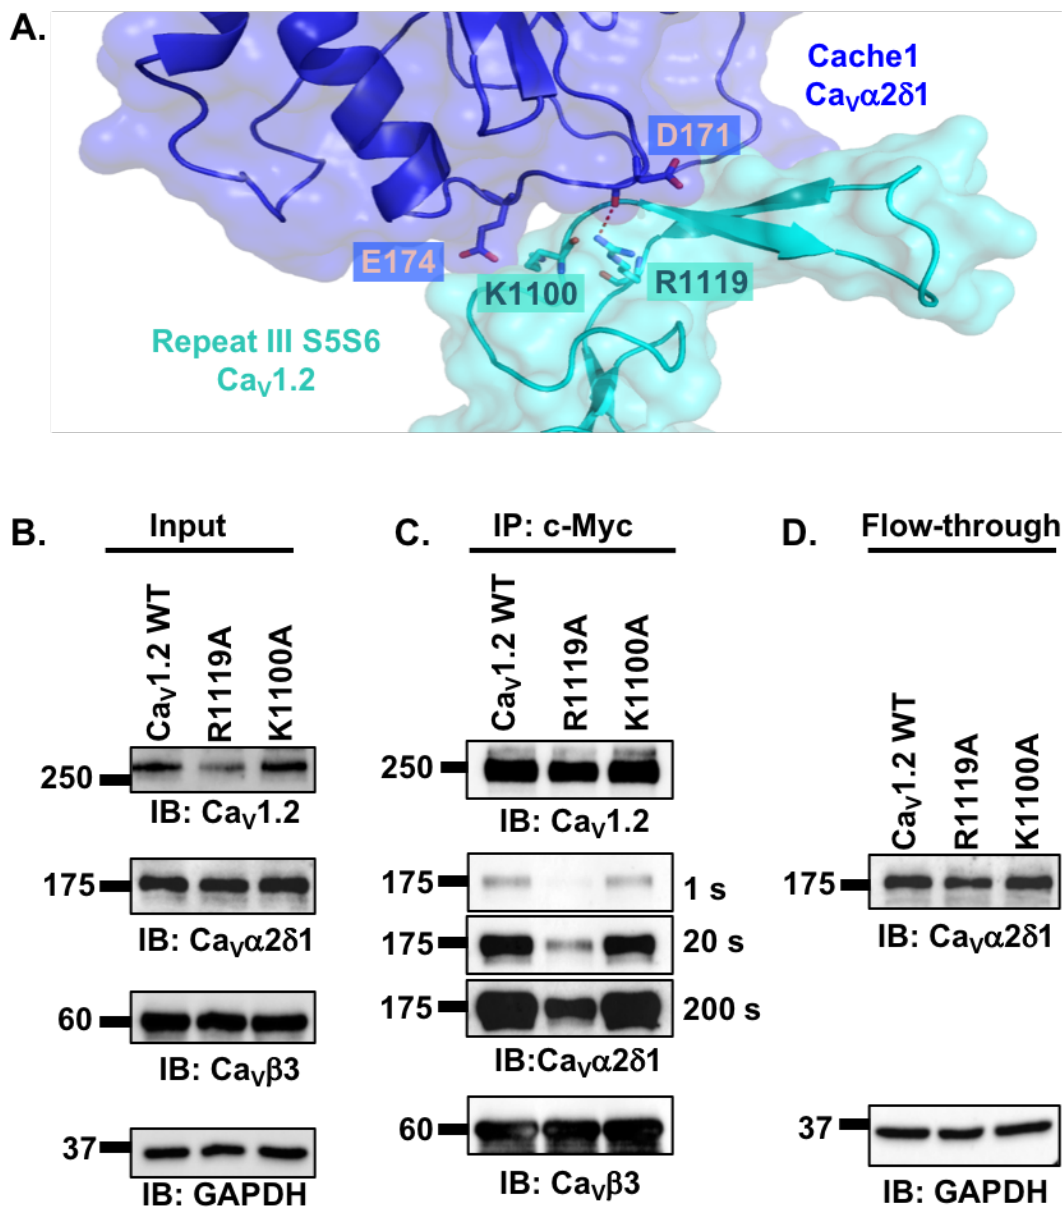 A.
Cache1
CaVα2δ1
D171
E174
K1100
R1119
Repeat III S5S6
CaV1.2
B.
Input
CaV1.2 WT
R1119A
K1100A
250
IB: CaV1.2
175
IB: CaVα2δ1
60
IB: CaVβ3
37
IB: GAPDH
C.
IP: c-Myc
CaV1.2 WT
R1119A
K1100A
250
IB: CaV1.2
175
1 s
175
20 s
175
200 s
IB:CaVα2δ1
60
IB: CaVβ3
D.
Flow-through
CaV1.2 WT
R1119A
K1100A
175
IB: CaVα2δ1
37
IB: GAPDH